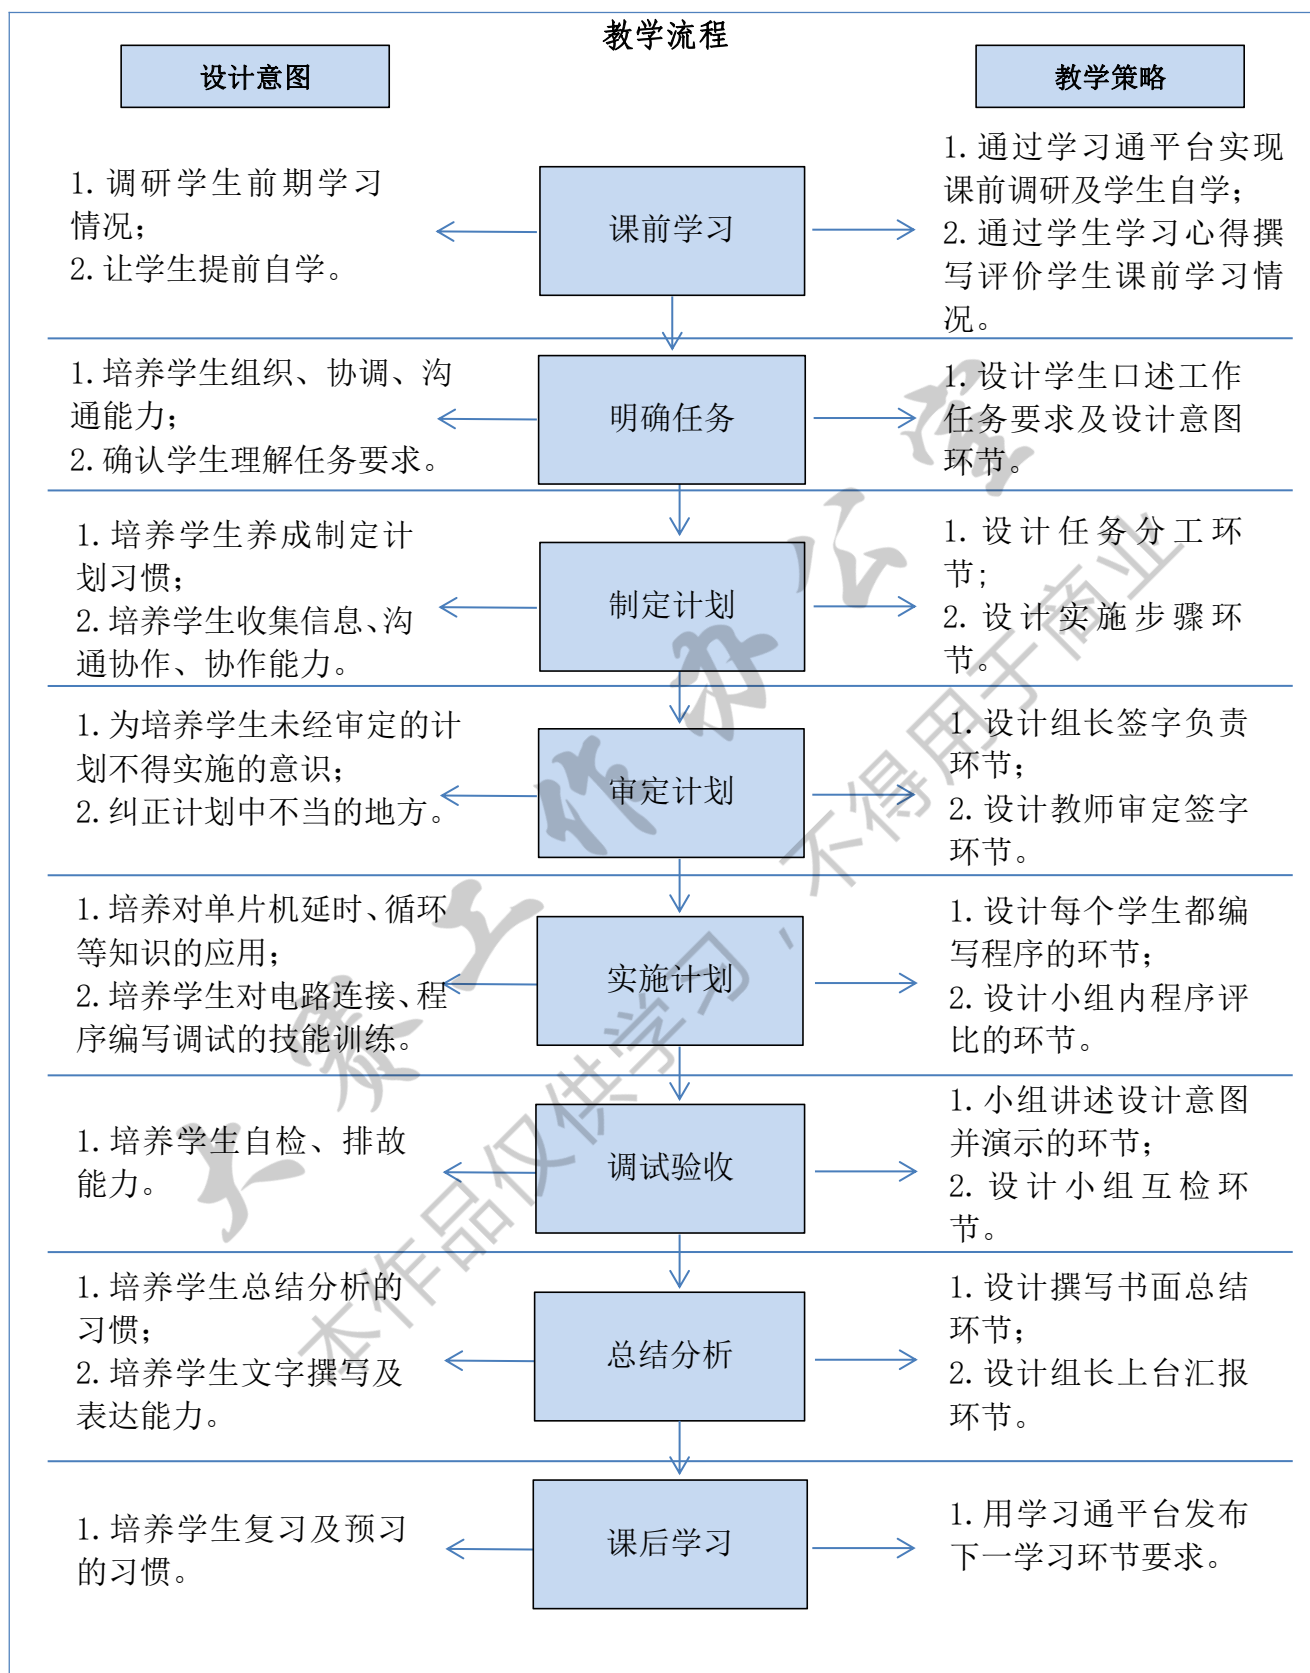 教学流程
设计意图
教学策略
1.调研学生前期学习
情况；
2.让学生提前自学。
课前学习
1.通过学习通平台实现
课前调研及学生自学；
2.通过学生学习心得撰
写评价学生课前学习情
况。
1.培养学生组织、协调、沟
通能力；
2.确认学生理解任务要求。
明确任务
1.设计学生口述工作
任务要求及设计意图
环节。
1.培养学生养成制定计
划习惯；
2.培养学生收集信息、沟
通协作、协作能力。
制定计划
1.设计任务分工环
节；
2.设计实施步骤环
节。
1.为培养学生未经审定的计
划不得实施的意识；
2.纠正计划中不当的地方。
审定计划
1.设计组长签字负责
环节；
2.设计教师审定签字
环节。
1.培养对单片机延时、循环
等知识的应用；
2.培养学生对电路连接、程
序编写调试的技能训练。
实施计划
1.设计每个学生都编
写程序的环节；
2.设计小组内程序评
比的环节。
1.培养学生自检、排故
能力。
调试验收
1.小组讲述设计意图
并演示的环节；
2.设计小组互检环
节。
1.培养学生总结分析的
习惯；
2.培养学生文字撰写及
表达能力。
总结分析
1.设计撰写书面总结
环节；
2.设计组长上台汇报
环节。
1.培养学生复习及预习
的习惯。
课后学习
1.用学习通平台发布
下一学习环节要求。
大赛工作办公室
本作品仅供学习，不得用于商业